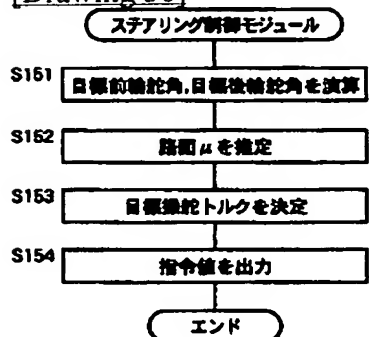 [Drawing 30]
ステアリング制御モジュール
S151
目標前輪舵角,目標後輪舵角を演算
S152
路面μを推定
S153
目標操舵トルクを決定
S154
指令値を出力
エンド